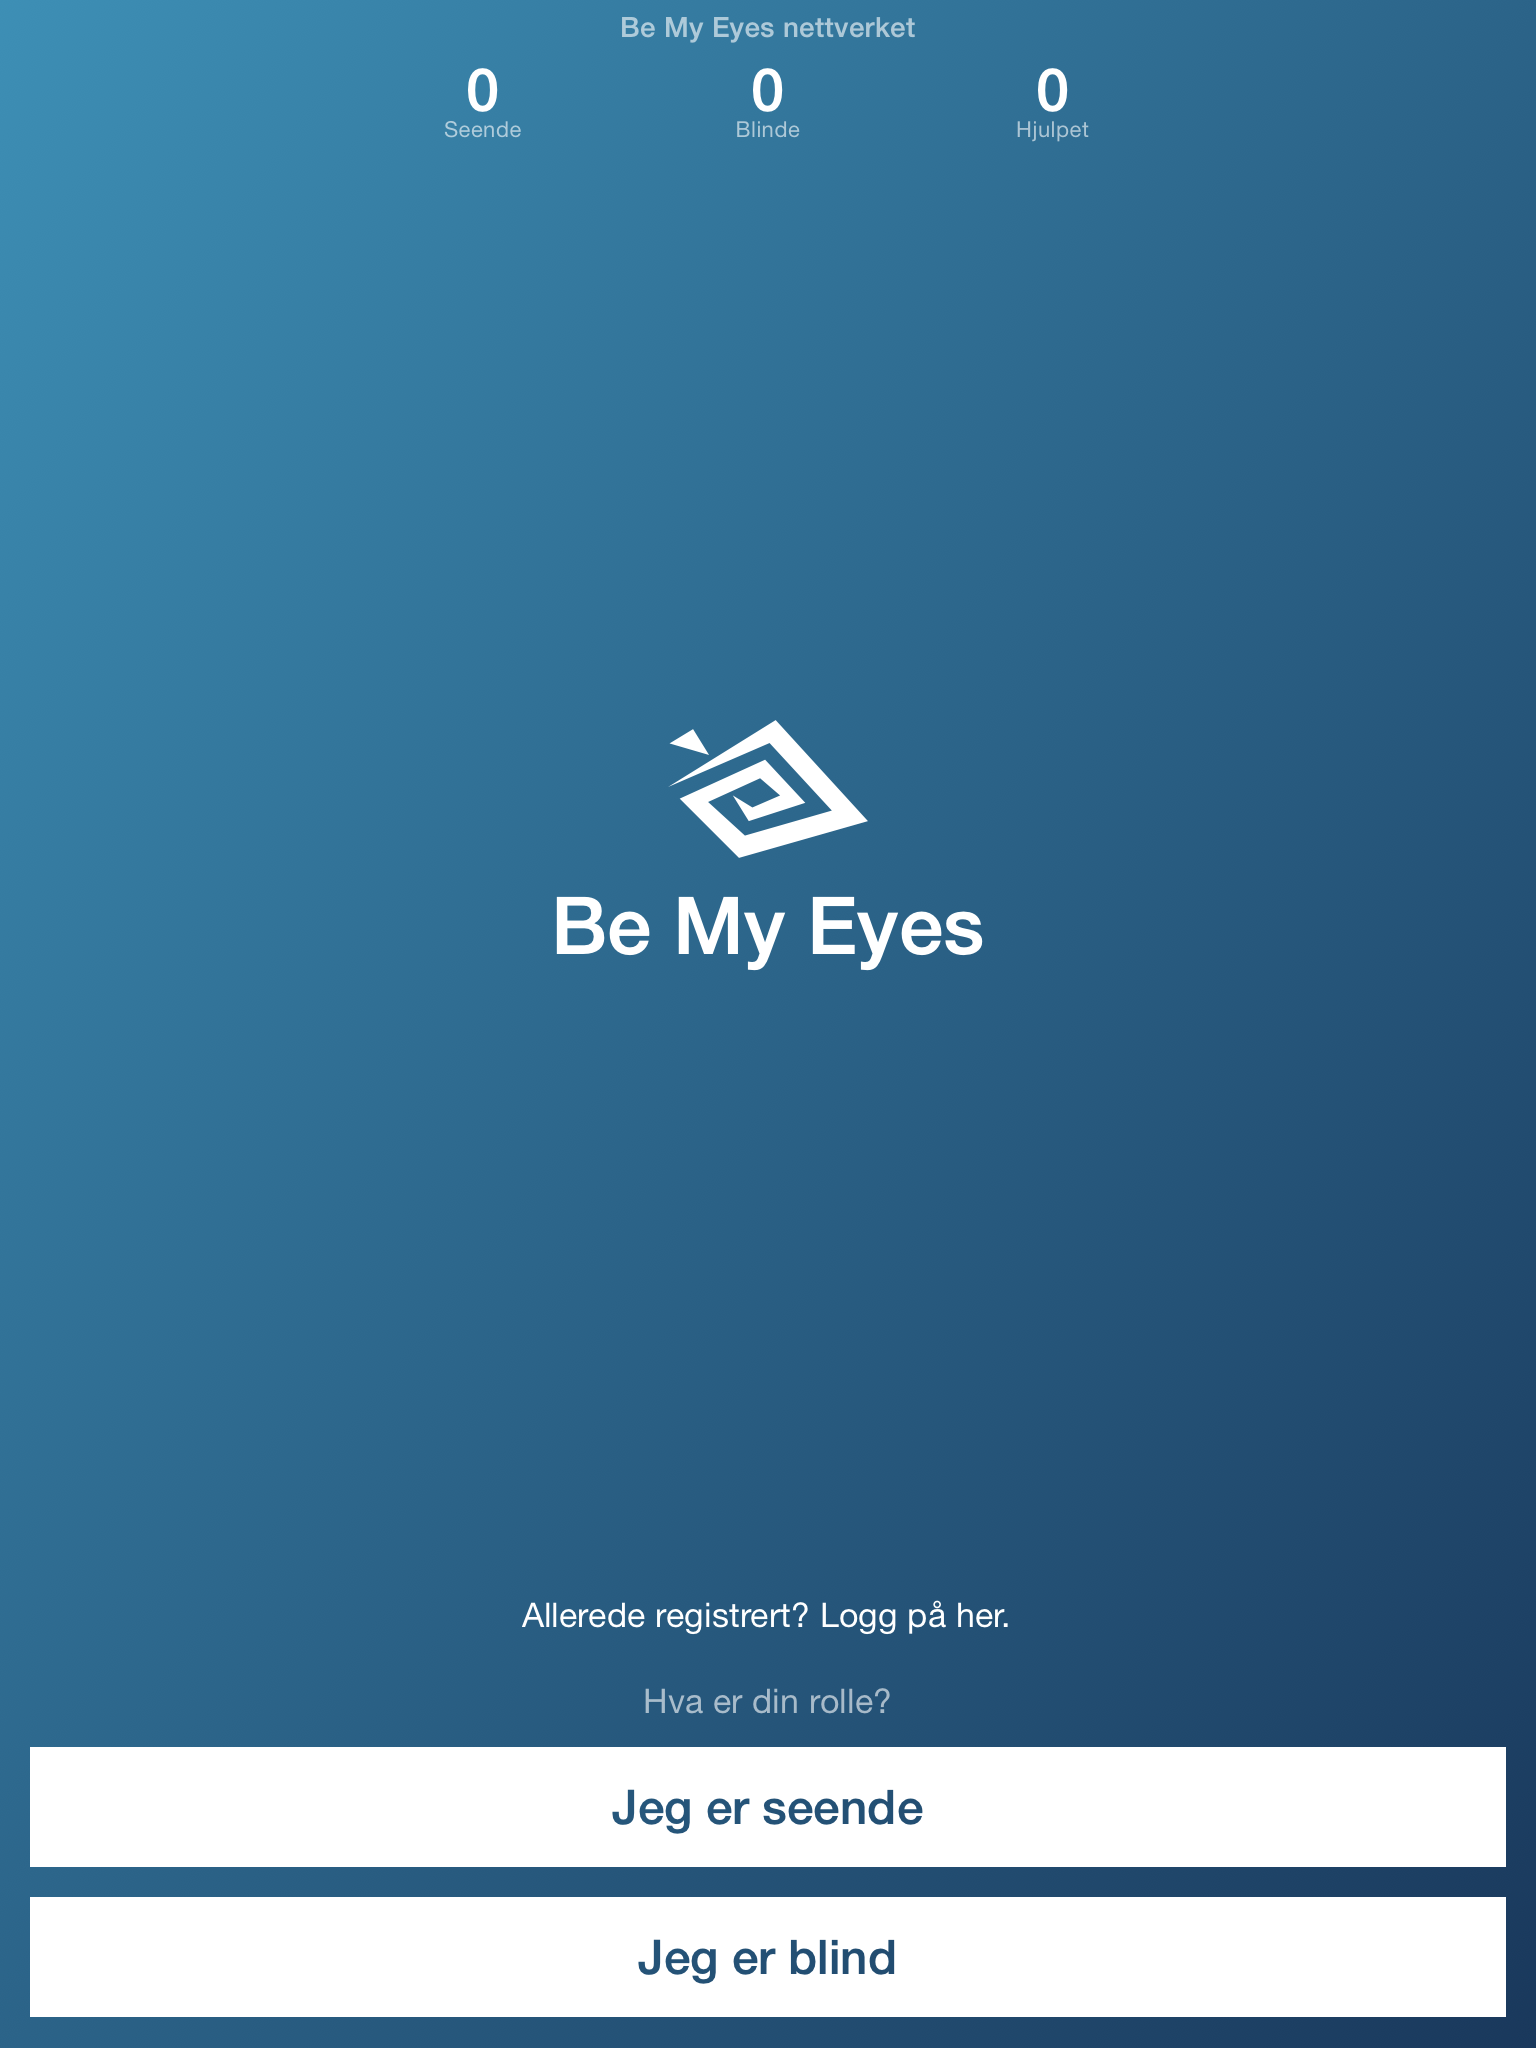 Be My Eyes nettverket
0 0 0
Seende Blinde Hjulpet
Be My Eyes
Allerede registrert? Logg på her.
Hva er din rolle?
Jeg er seende
Jeg er blind